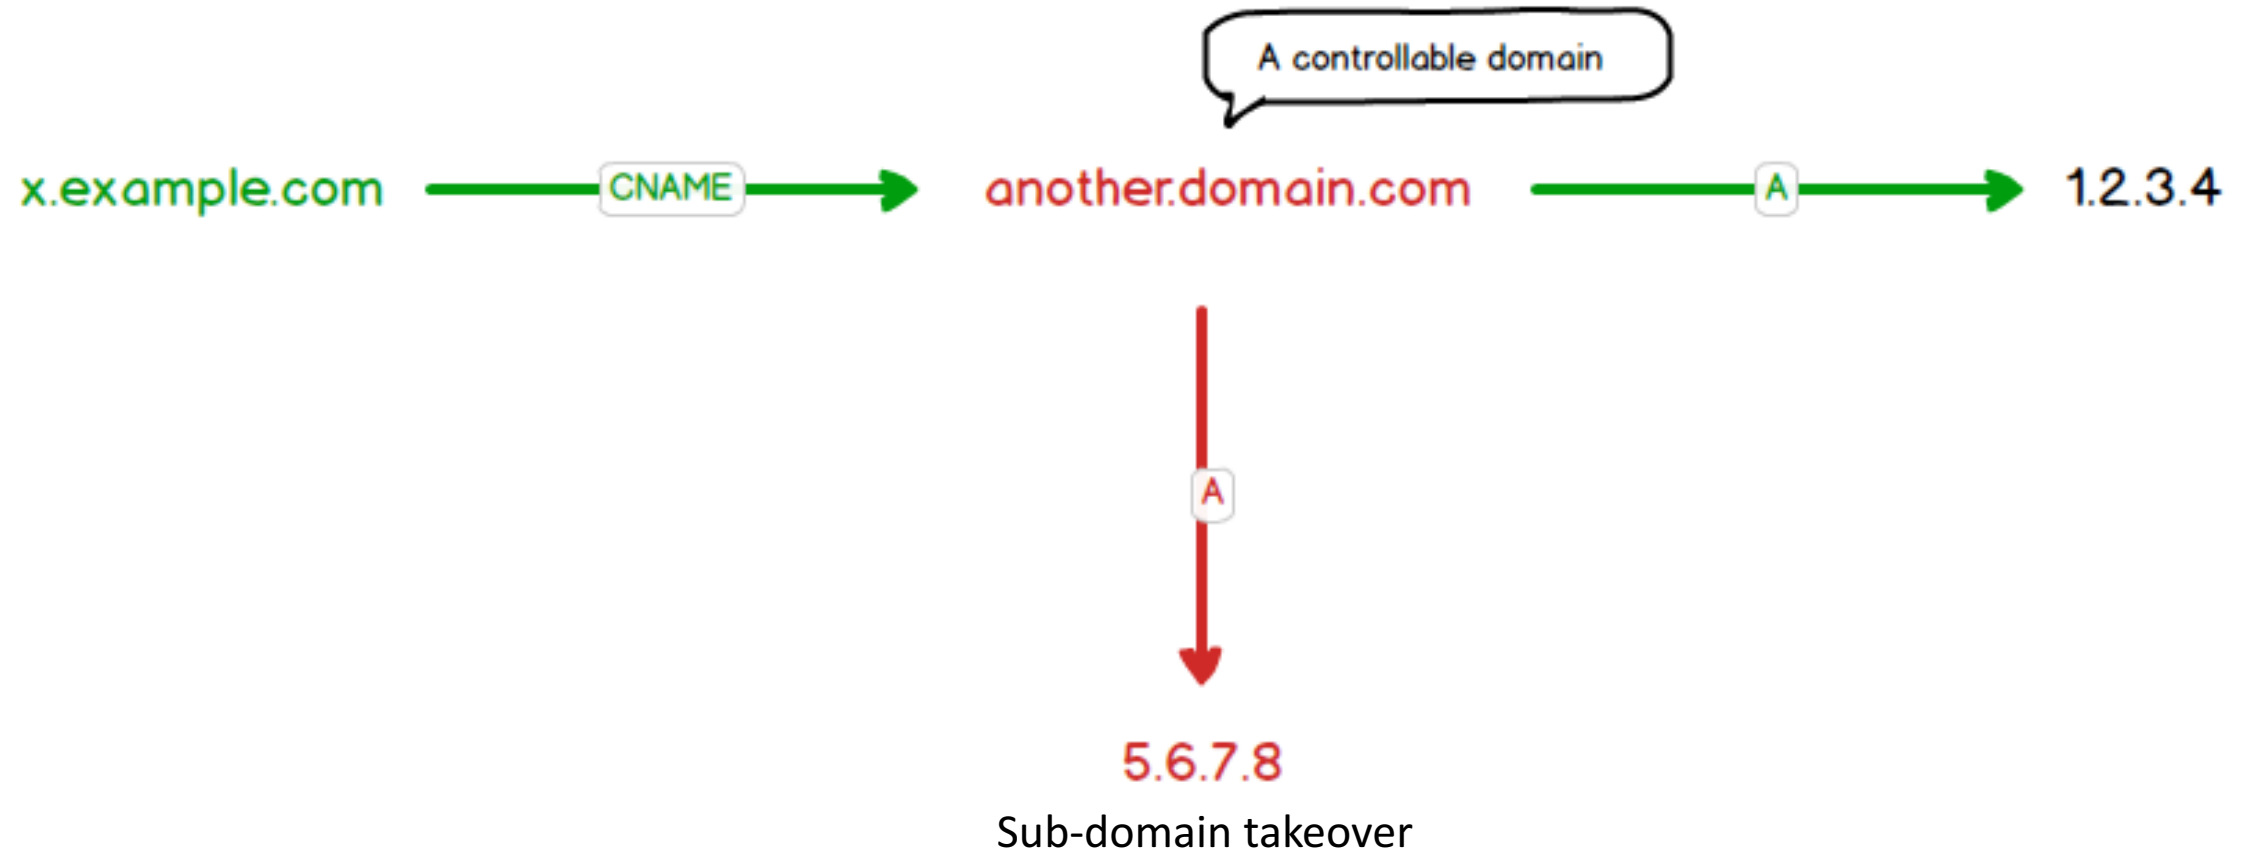 A controllable domain
x.example.com
CNAME
another.domain.com
A
1.2.3.4
A
5.6.7.8
Sub-domain takeover